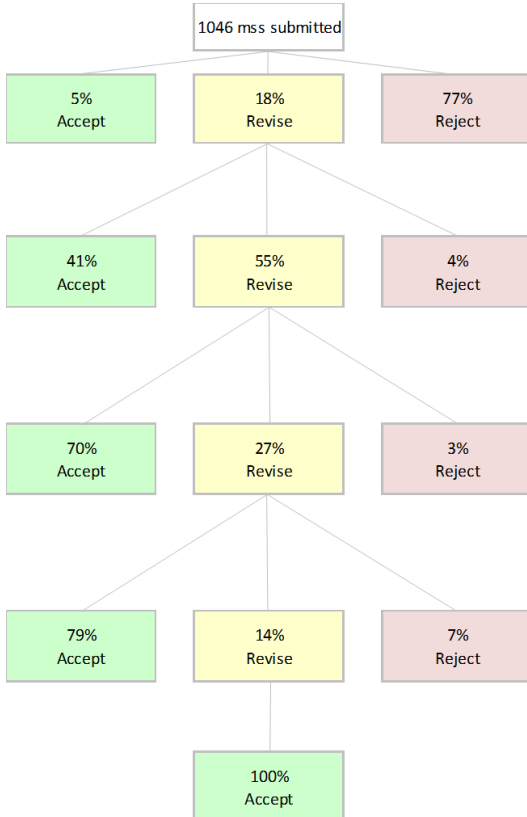 1046 mss submitted
5%
Accept
18%
Revise
77%
Reject
41%
Accept
55%
Revise
4%
Reject
70%
Accept
27%
Revise
3%
Reject
79%
Accept
14%
Revise
7%
Reject
100%
Accept